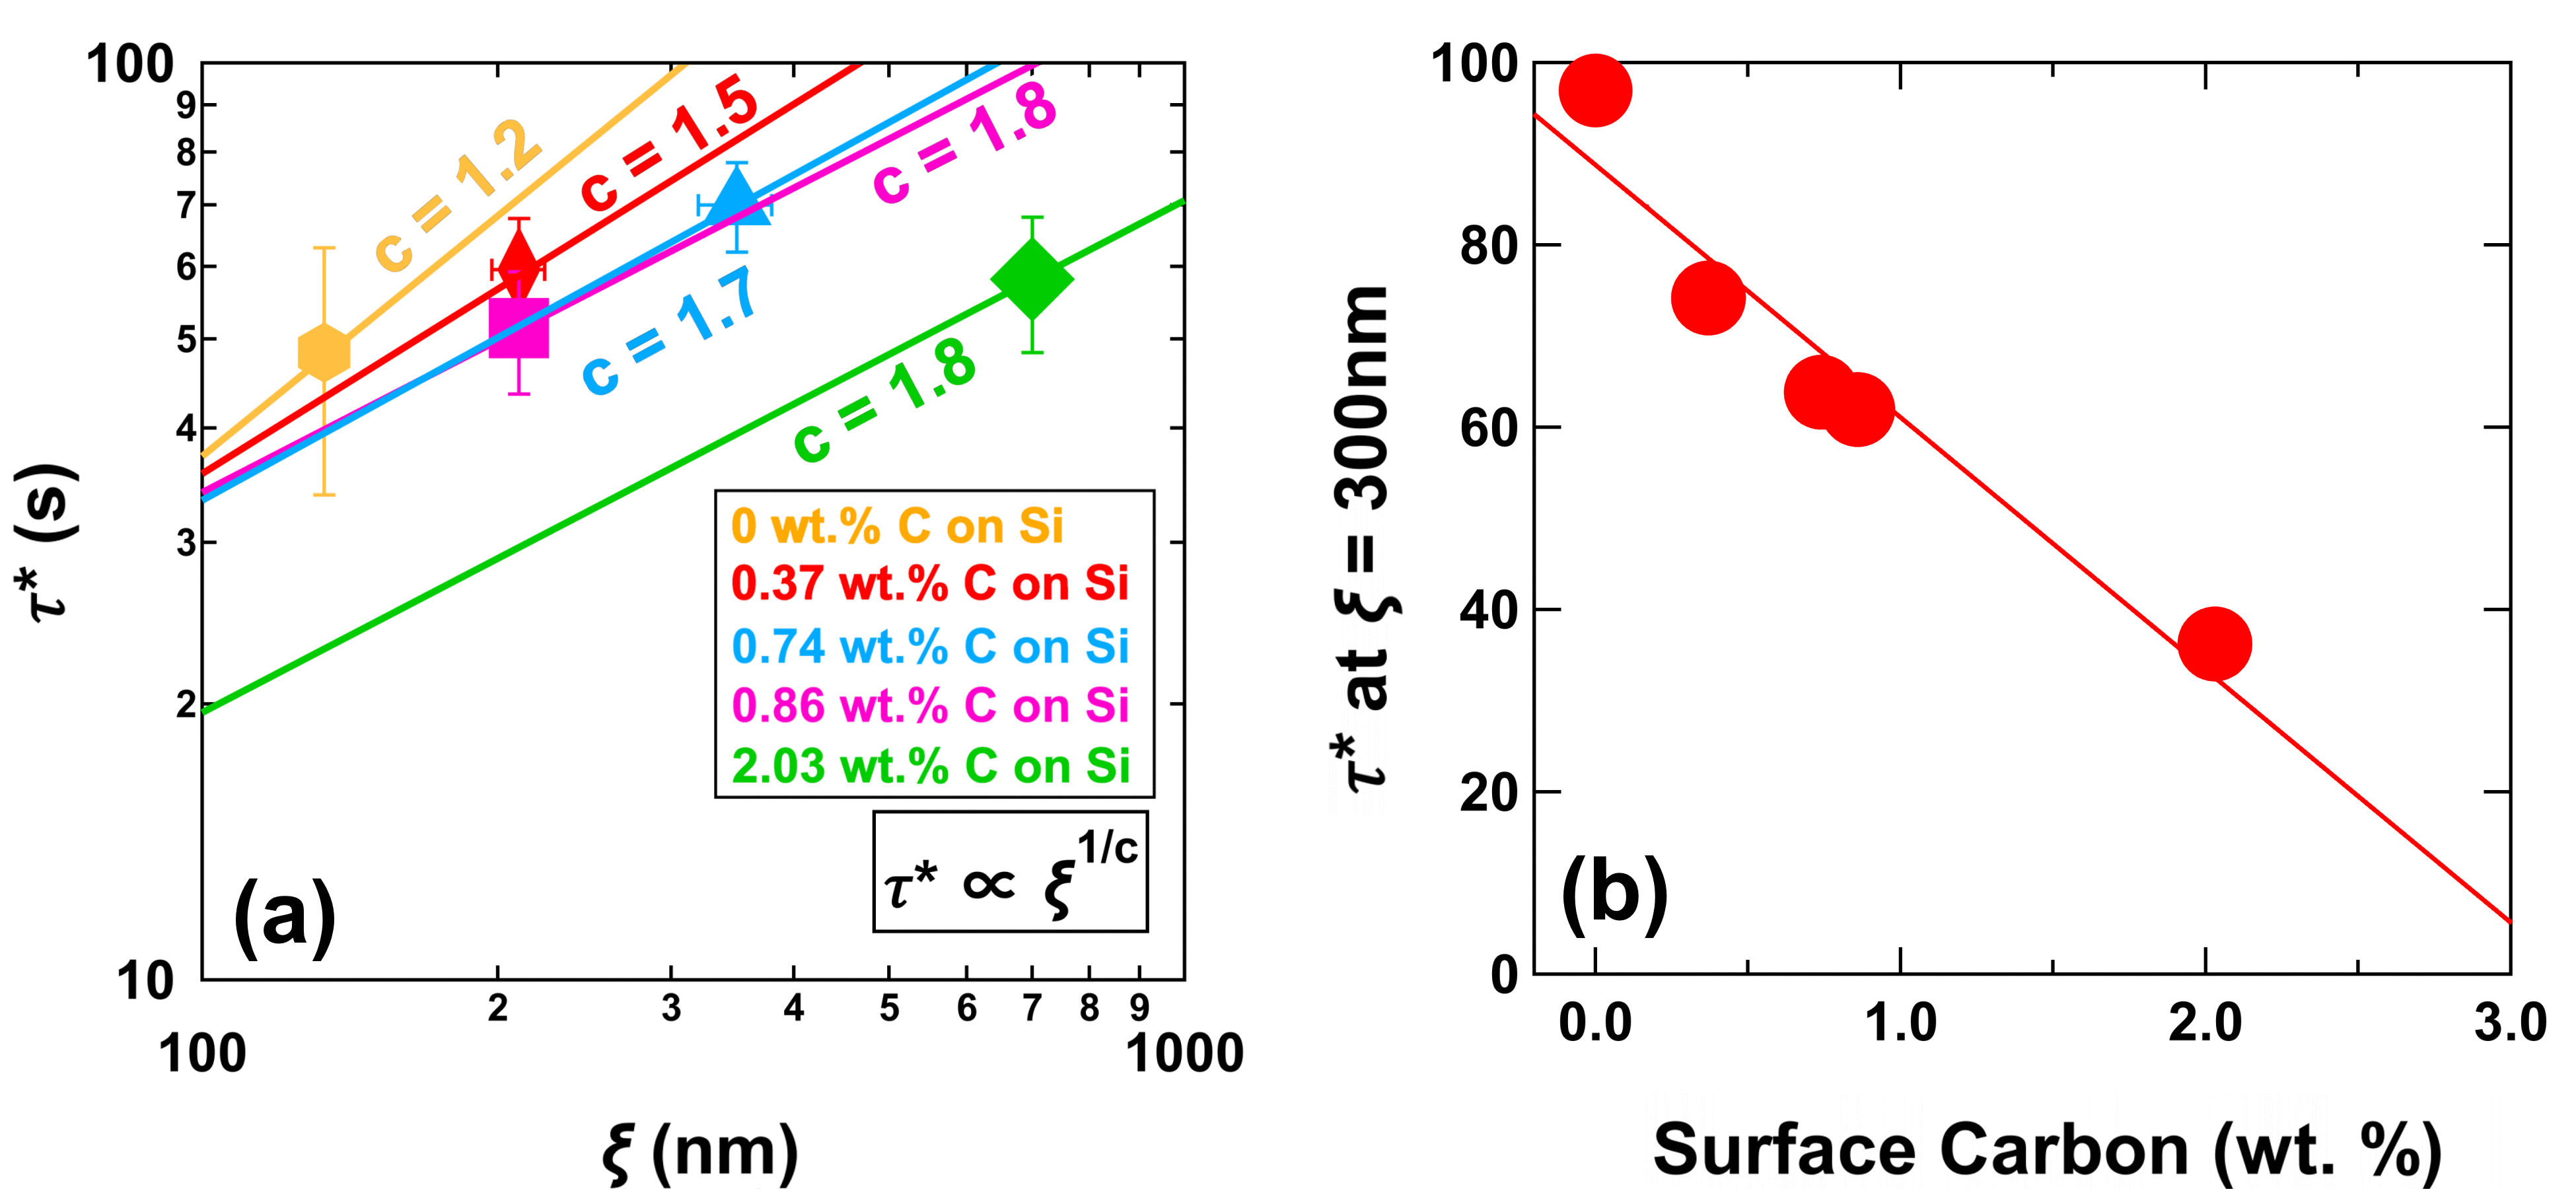 100
9
8
7
6
5
4
3
2
10
τ* (s)
c = 1.2
c = 1.5
c = 1.8
c = 1.7
c = 1.8
0 wt.% C on Si
0.37 wt.% C on Si
0.74 wt.% C on Si
0.86 wt.% C on Si
2.03 wt.% C on Si
τ* ∝ ξ^1/c
(a)
2 3 4 5 6 7 8 9
100 1000
ξ (nm)
100
80
60
40
20
0
τ* at ξ = 300nm
(b)
0.0 1.0 2.0 3.0
Surface Carbon (wt. %)